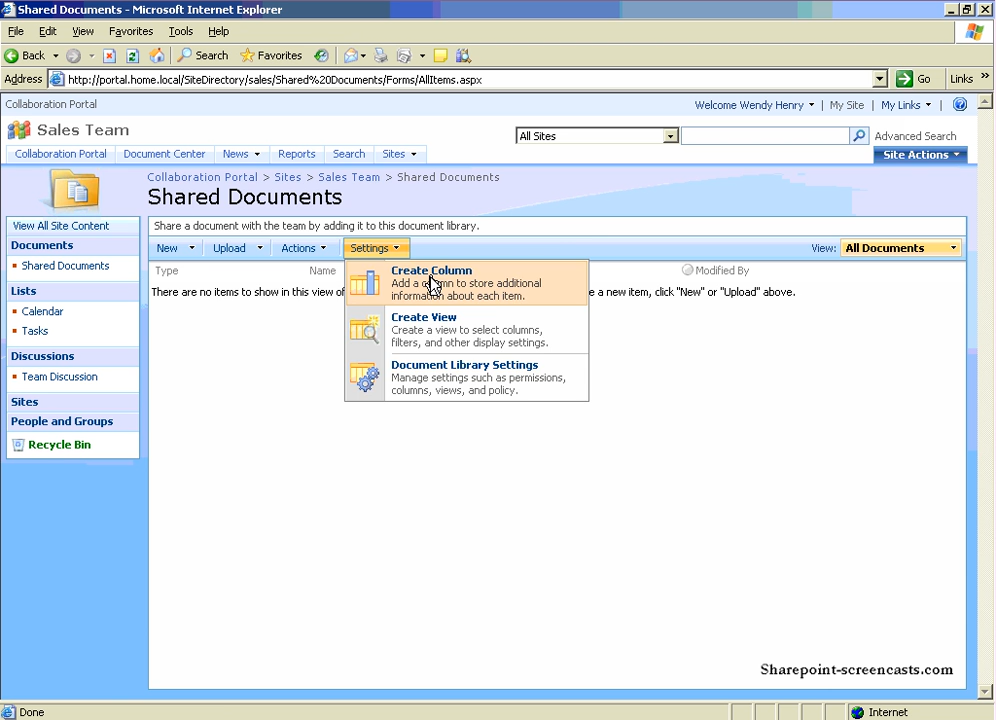 Shared Documents - Microsoft Internet Explorer
File Edit View Favorites Tools Help
Back Search Favorites
Address http://portal.home.local/SiteDirectory/sales/Shared%20Documents/Forms/AllItems.aspx Go Links »
Collaboration Portal Welcome Wendy Henry My Site My Links
Sales Team All Sites Advanced Search
Collaboration Portal Document Center News Reports Search Sites Site Actions
Collaboration Portal > Sites > Sales Team > Shared Documents
Shared Documents
View All Site Content
Documents
Shared Documents
Lists
Calendar
Tasks
Discussions
Team Discussion
Sites
People and Groups
Recycle Bin
Share a document with the team by adding it to this document library.
New Upload Actions Settings View: All Documents
Type Name Modified By
There are no items to show in this view of e a new item, click "New" or "Upload" above.
Create Column
Add a column to store additional
information about each item.
Create View
Create a view to select columns,
filters, and other display settings.
Document Library Settings
Manage settings such as permissions,
columns, views, and policy.
Sharepoint-screencasts.com
Done Internet